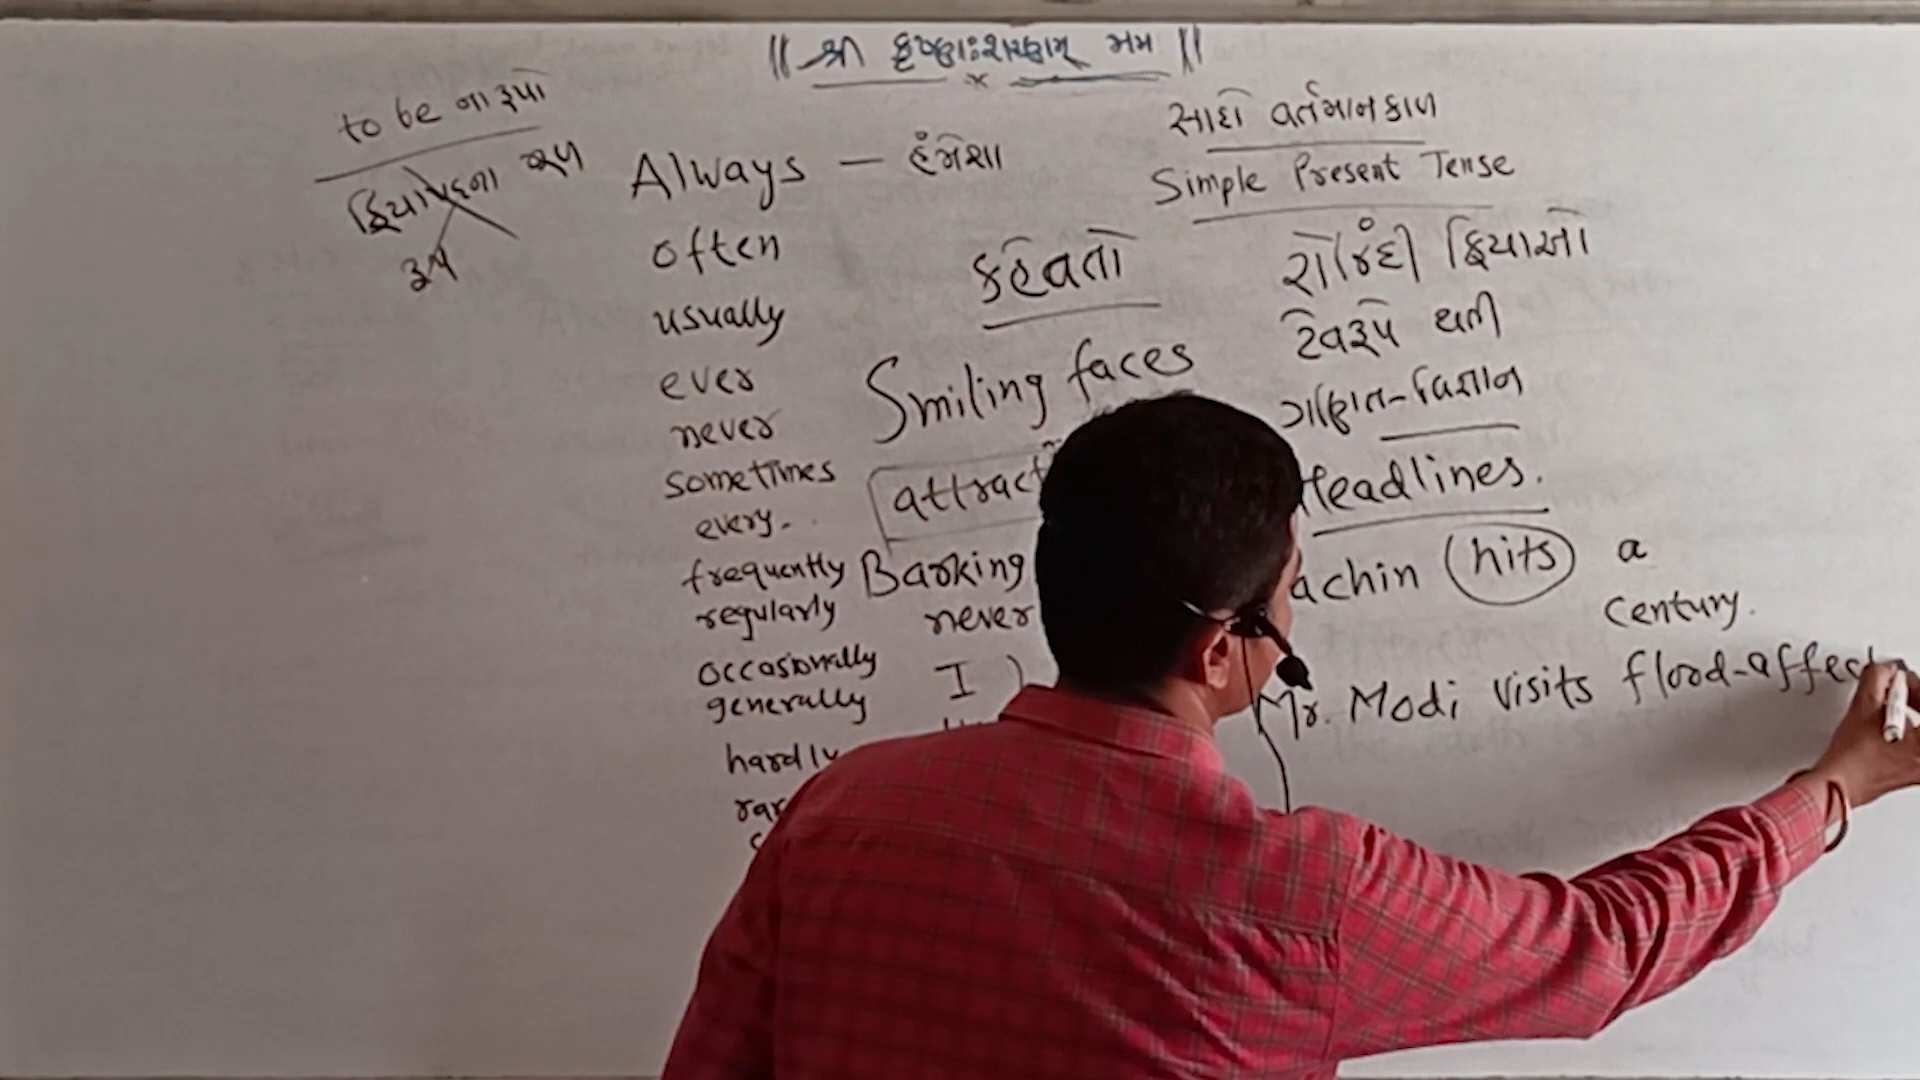 || શ્રી કૃષ્ણઃશરણમ્ મમ ||
to be ના રૂપો
ક્રિયાપદના મૂળ
રૂપ
Always – હંમેશા
often
usually
ever
never
sometimes
every-
frequently
regularly
occasionally
generally
hardly
કહેવતો
Smiling faces
attract
Barking
never
I
સાદો વર્તમાનકાળ
Simple Present Tense
રોજિંદી ક્રિયાઓ
ટેવરૂપે થતી
ગણિત-વિજ્ઞાન
Headlines.
achin hits a
century.
Mr. Modi visits flood-affect